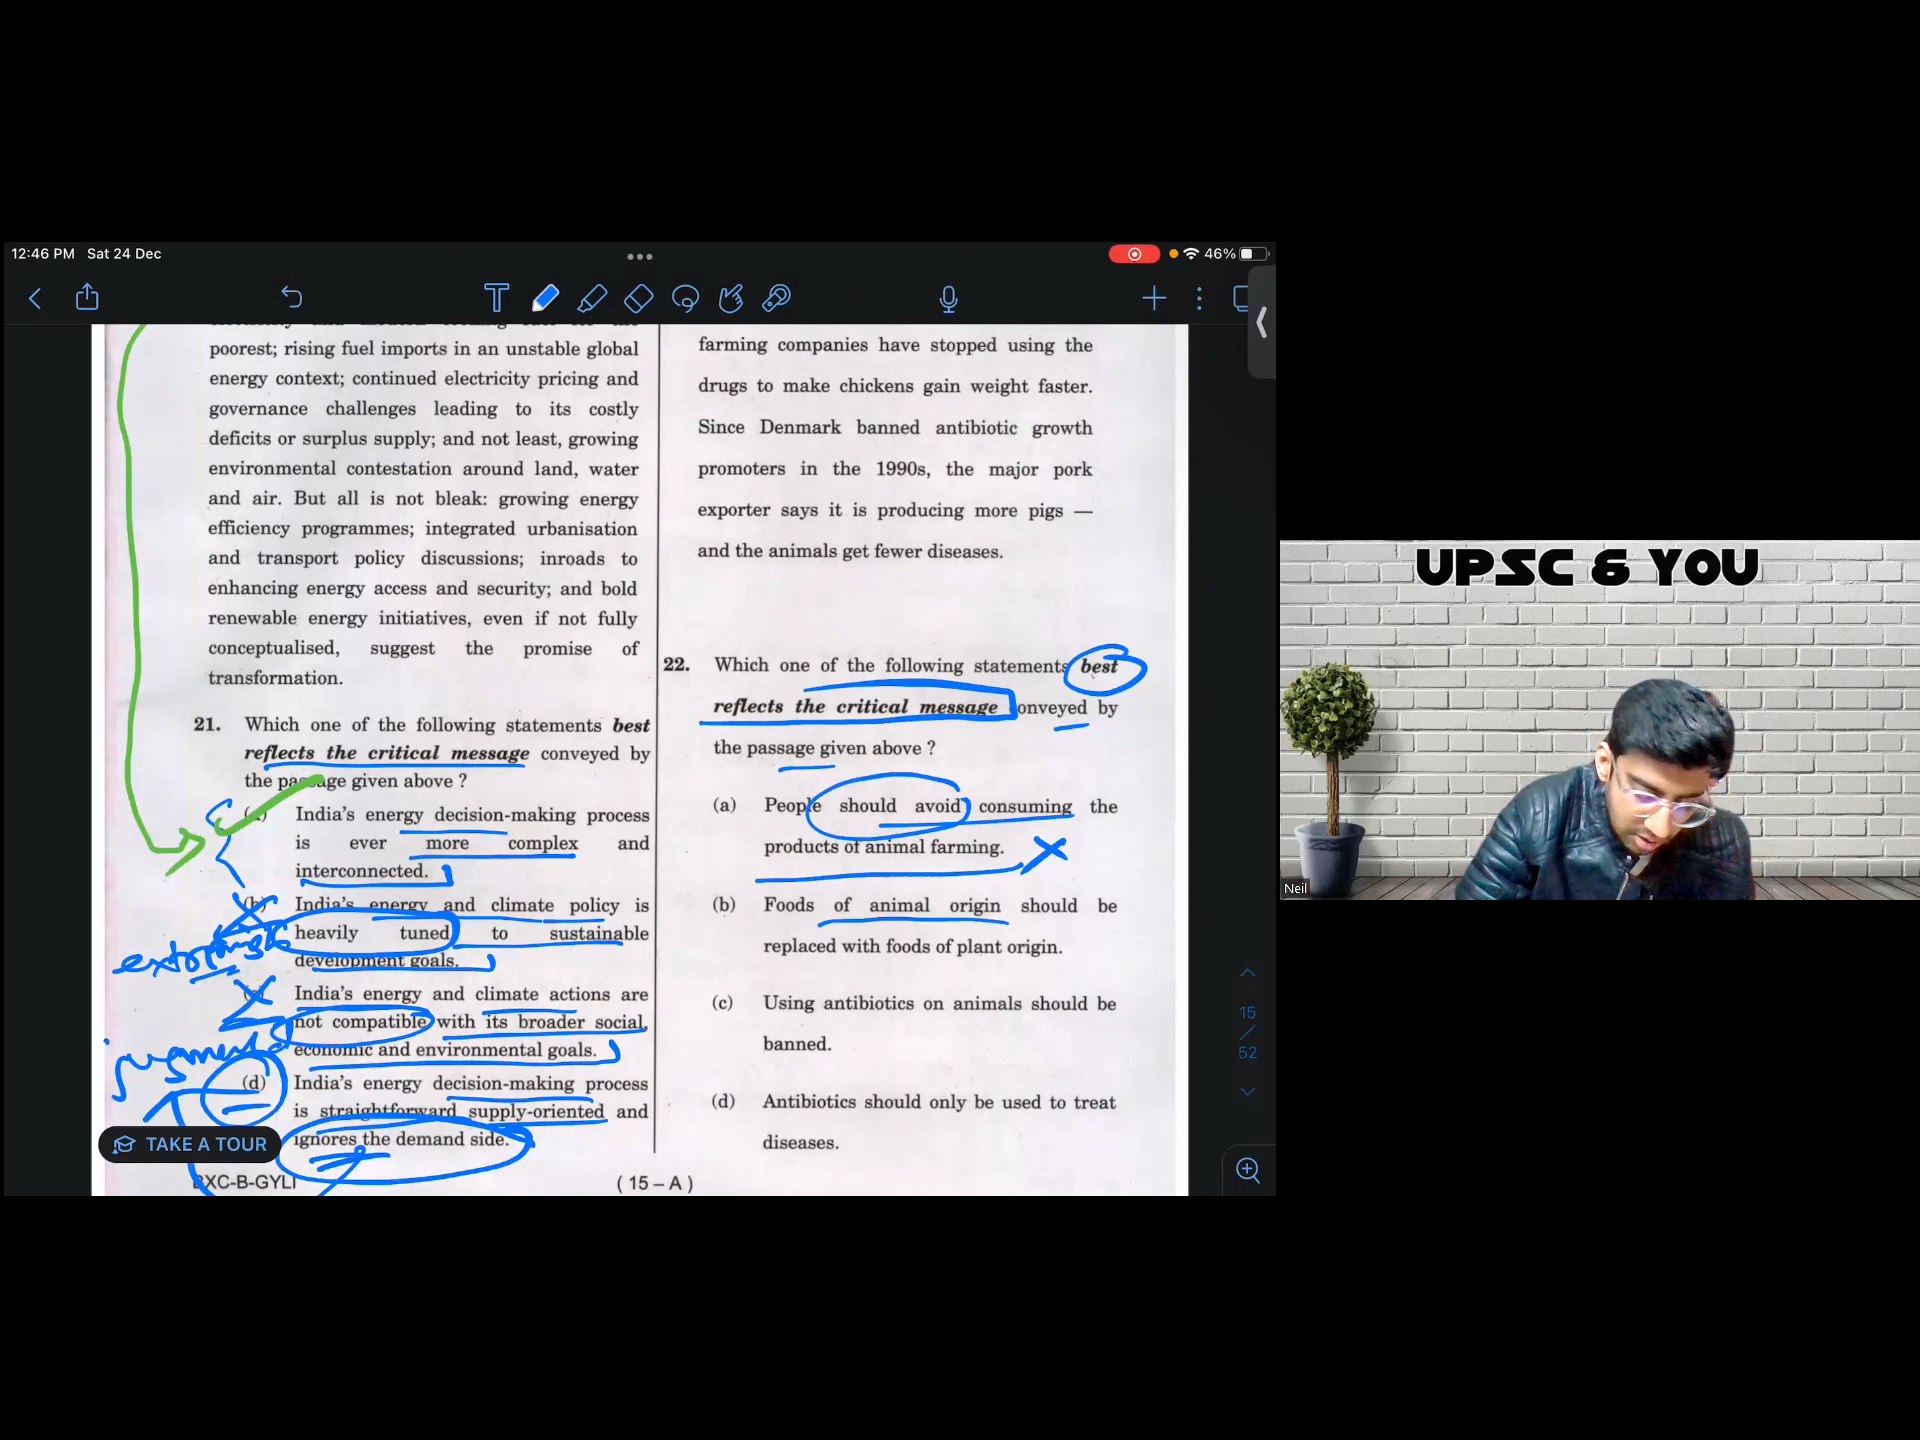 12:46 PM Sat 24 Dec
46%
poorest; rising fuel imports in an unstable global
energy context; continued electricity pricing and
governance challenges leading to its costly
deficits or surplus supply; and not least, growing
environmental contestation around land, water
and air. But all is not bleak: growing energy
efficiency programmes; integrated urbanisation
and transport policy discussions; inroads to
enhancing energy access and security; and bold
renewable energy initiatives, even if not fully
conceptualised, suggest the promise of
transformation.
21. Which one of the following statements best
reflects the critical message conveyed by
the passage given above ?
India's energy decision-making process
is ever more complex and
interconnected.
(b) India's energy and climate policy is
heavily tuned to sustainable
development goals.
India's energy and climate actions are
not compatible with its broader social,
economic and environmental goals.
(d) India's energy decision-making process
is straightforward supply-oriented and
ignores the demand side.
TAKE A TOUR
BXC-B-GYLI
( 15 – A )
farming companies have stopped using the
drugs to make chickens gain weight faster.
Since Denmark banned antibiotic growth
promoters in the 1990s, the major pork
exporter says it is producing more pigs —
and the animals get fewer diseases.
22. Which one of the following statements best
reflects the critical message conveyed by
the passage given above ?
(a) People should avoid consuming the
products of animal farming.
(b) Foods of animal origin should be
replaced with foods of plant origin.
(c) Using antibiotics on animals should be
banned.
(d) Antibiotics should only be used to treat
diseases.
15
52
UPSC & YOU
Neil